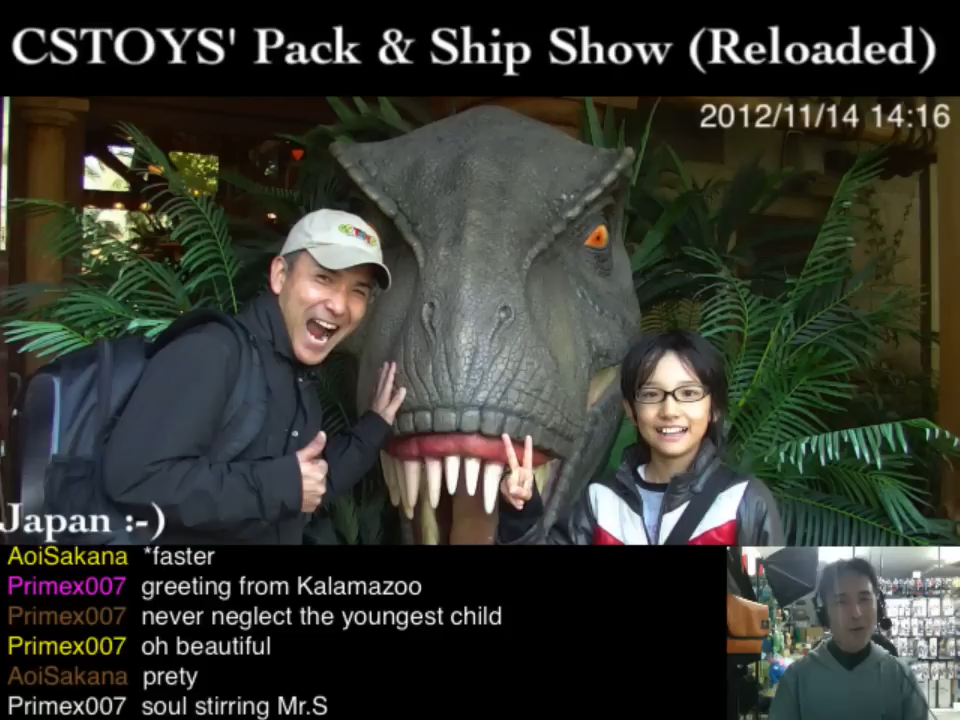 CSTOYS' Pack & Ship Show (Reloaded)
2012/11/14 14:16
Japan :-)
AoiSakana *faster
Primex007 greeting from Kalamazoo
Primex007 never neglect the youngest child
Primex007 oh beautiful
AoiSakana prety
Primex007 soul stirring Mr.S